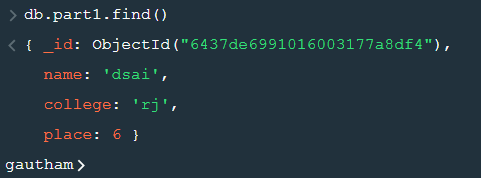 > db.part1.find()
< { _id: ObjectId("6437de6991016003177a8df4"),
name: 'dsai',
college: 'rj',
place: 6 }
gautham>